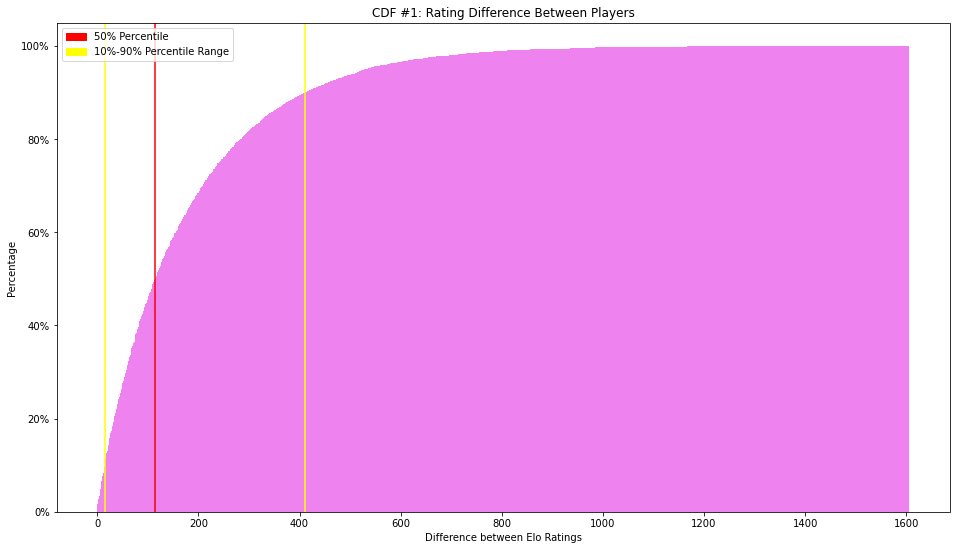 CDF #1: Rating Difference Between Players
50% Percentile
10%-90% Percentile Range
100%
80%
60%
40%
20%
0%
Percentage
0 200 400 600 800 1000 1200 1400 1600
Difference between Elo Ratings